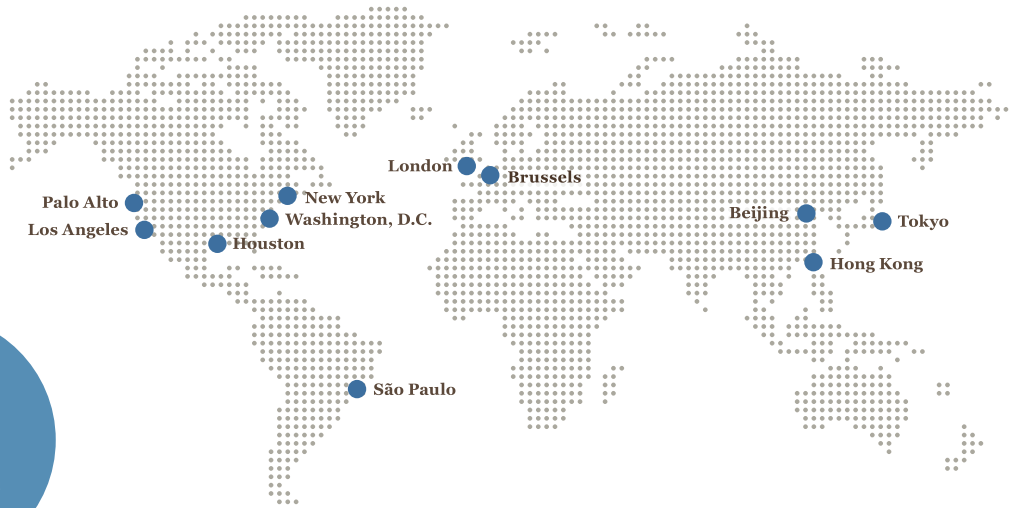 London
Brussels
Palo Alto
New York
Washington, D.C.
Los Angeles
Houston
Beijing
Tokyo
Hong Kong
São Paulo